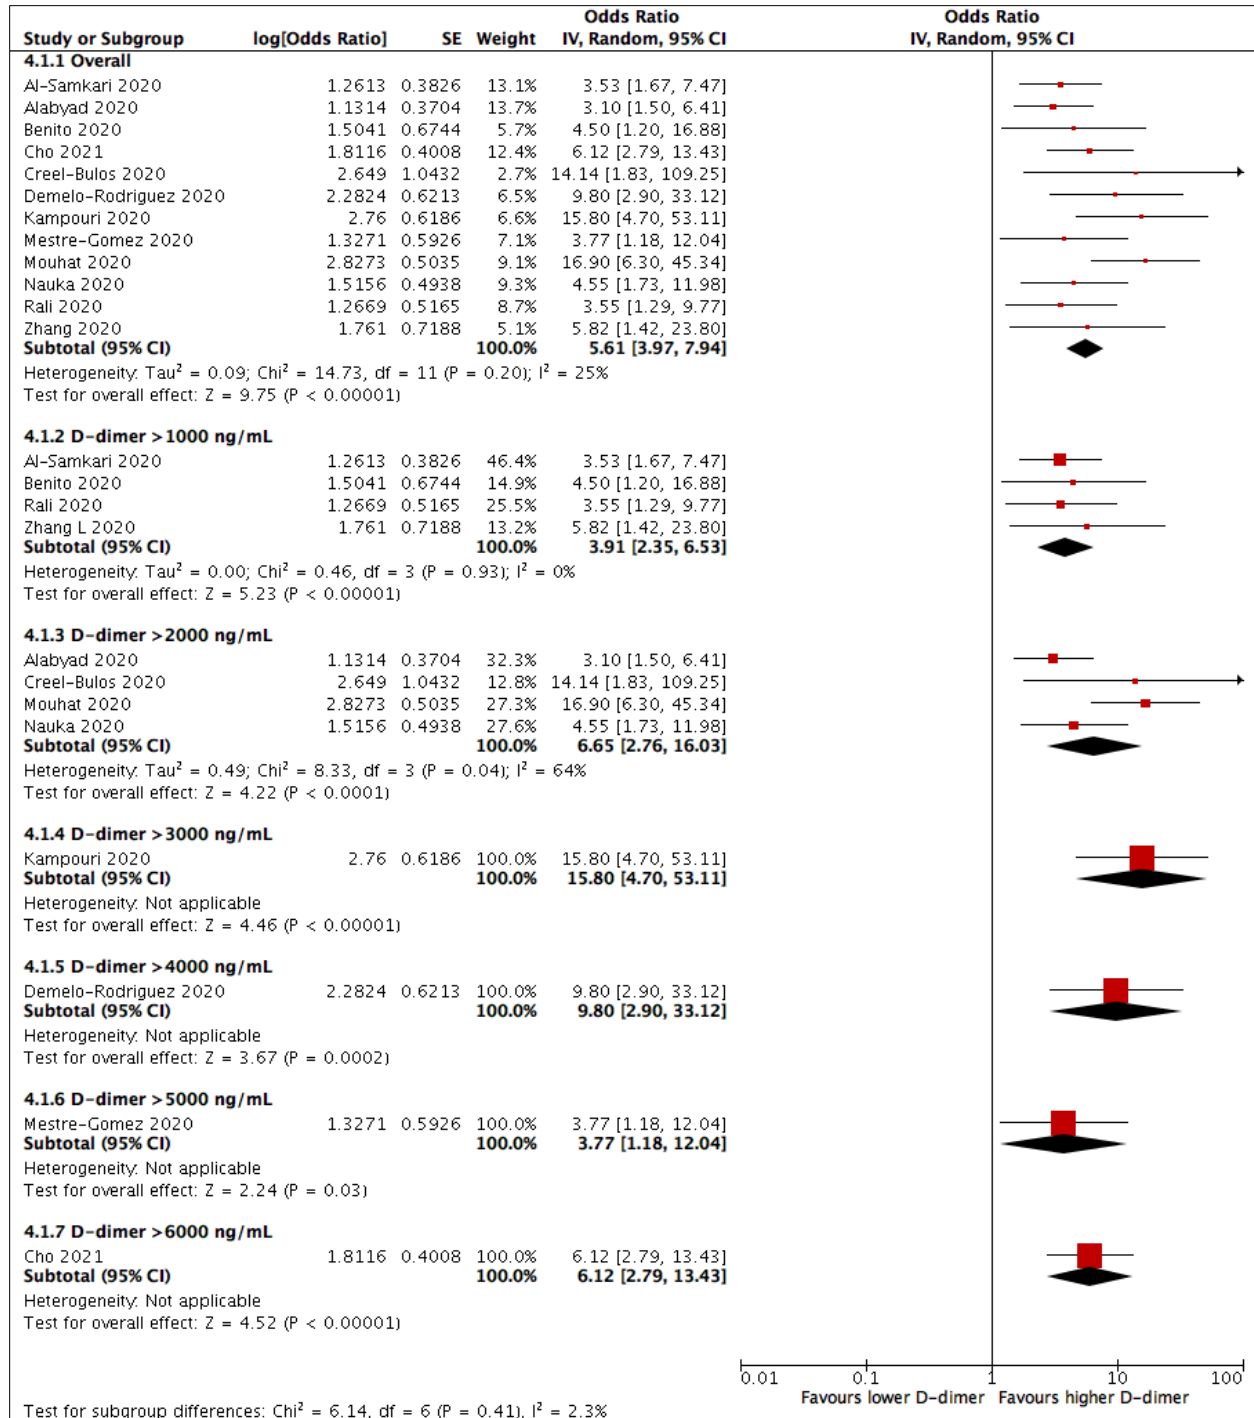 Odds Ratio Odds Ratio
Study or Subgroup log[Odds Ratio] SE Weight IV, Random, 95% CI IV, Random, 95% CI
4.1.1 Overall
Al-Samkari 2020 1.2613 0.3826 13.1% 3.53 [1.67, 7.47]
Alabyad 2020 1.1314 0.3704 13.7% 3.10 [1.50, 6.41]
Benito 2020 1.5041 0.6744 5.7% 4.50 [1.20, 16.88]
Cho 2021 1.8116 0.4008 12.4% 6.12 [2.79, 13.43]
Creel-Bulos 2020 2.649 1.0432 2.7% 14.14 [1.83, 109.25]
Demelo-Rodriguez 2020 2.2824 0.6213 6.5% 9.80 [2.90, 33.12]
Kampouri 2020 2.76 0.6186 6.6% 15.80 [4.70, 53.11]
Mestre-Gomez 2020 1.3271 0.5926 7.1% 3.77 [1.18, 12.04]
Mouhat 2020 2.8273 0.5035 9.1% 16.90 [6.30, 45.34]
Nauka 2020 1.5156 0.4938 9.3% 4.55 [1.73, 11.98]
Rali 2020 1.2669 0.5165 8.7% 3.55 [1.29, 9.77]
Zhang 2020 1.761 0.7188 5.1% 5.82 [1.42, 23.80]
Subtotal (95% CI) 100.0% 5.61 [3.97, 7.94]
Heterogeneity: Tau² = 0.09; Chi² = 14.73, df = 11 (P = 0.20); I² = 25%
Test for overall effect: Z = 9.75 (P < 0.00001)
4.1.2 D-dimer >1000 ng/mL
Al-Samkari 2020 1.2613 0.3826 46.4% 3.53 [1.67, 7.47]
Benito 2020 1.5041 0.6744 14.9% 4.50 [1.20, 16.88]
Rali 2020 1.2669 0.5165 25.5% 3.55 [1.29, 9.77]
Zhang L 2020 1.761 0.7188 13.2% 5.82 [1.42, 23.80]
Subtotal (95% CI) 100.0% 3.91 [2.35, 6.53]
Heterogeneity: Tau² = 0.00; Chi² = 0.46, df = 3 (P = 0.93); I² = 0%
Test for overall effect: Z = 5.23 (P < 0.00001)
4.1.3 D-dimer >2000 ng/mL
Alabyad 2020 1.1314 0.3704 32.3% 3.10 [1.50, 6.41]
Creel-Bulos 2020 2.649 1.0432 12.8% 14.14 [1.83, 109.25]
Mouhat 2020 2.8273 0.5035 27.3% 16.90 [6.30, 45.34]
Nauka 2020 1.5156 0.4938 27.6% 4.55 [1.73, 11.98]
Subtotal (95% CI) 100.0% 6.65 [2.76, 16.03]
Heterogeneity: Tau² = 0.49; Chi² = 8.33, df = 3 (P = 0.04); I² = 64%
Test for overall effect: Z = 4.22 (P < 0.0001)
4.1.4 D-dimer >3000 ng/mL
Kampouri 2020 2.76 0.6186 100.0% 15.80 [4.70, 53.11]
Subtotal (95% CI) 100.0% 15.80 [4.70, 53.11]
Heterogeneity: Not applicable
Test for overall effect: Z = 4.46 (P < 0.00001)
4.1.5 D-dimer >4000 ng/mL
Demelo-Rodriguez 2020 2.2824 0.6213 100.0% 9.80 [2.90, 33.12]
Subtotal (95% CI) 100.0% 9.80 [2.90, 33.12]
Heterogeneity: Not applicable
Test for overall effect: Z = 3.67 (P = 0.0002)
4.1.6 D-dimer >5000 ng/mL
Mestre-Gomez 2020 1.3271 0.5926 100.0% 3.77 [1.18, 12.04]
Subtotal (95% CI) 100.0% 3.77 [1.18, 12.04]
Heterogeneity: Not applicable
Test for overall effect: Z = 2.24 (P = 0.03)
4.1.7 D-dimer >6000 ng/mL
Cho 2021 1.8116 0.4008 100.0% 6.12 [2.79, 13.43]
Subtotal (95% CI) 100.0% 6.12 [2.79, 13.43]
Heterogeneity: Not applicable
Test for overall effect: Z = 4.52 (P < 0.00001)
0.01 0.1 1 10 100
Favours lower D-dimer Favours higher D-dimer
Test for subgroup differences: Chi² = 6.14, df = 6 (P = 0.41), I² = 2.3%